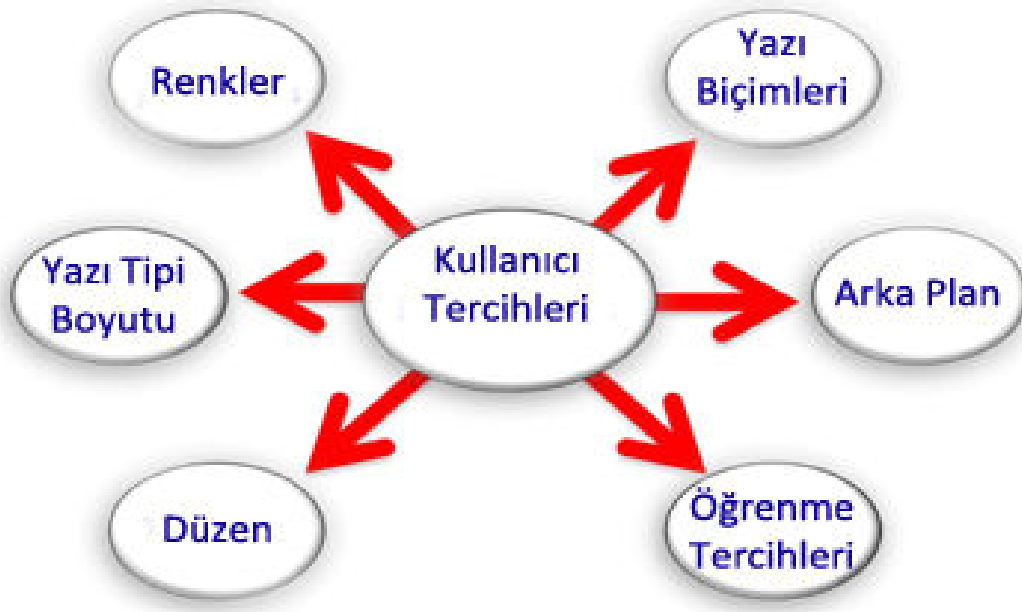 Renkler
Yazı
Biçimleri
Kullanıcı
Tercihleri
Yazı Tipi
Boyutu
Arka Plan
Düzen
Öğrenme
Tercihleri